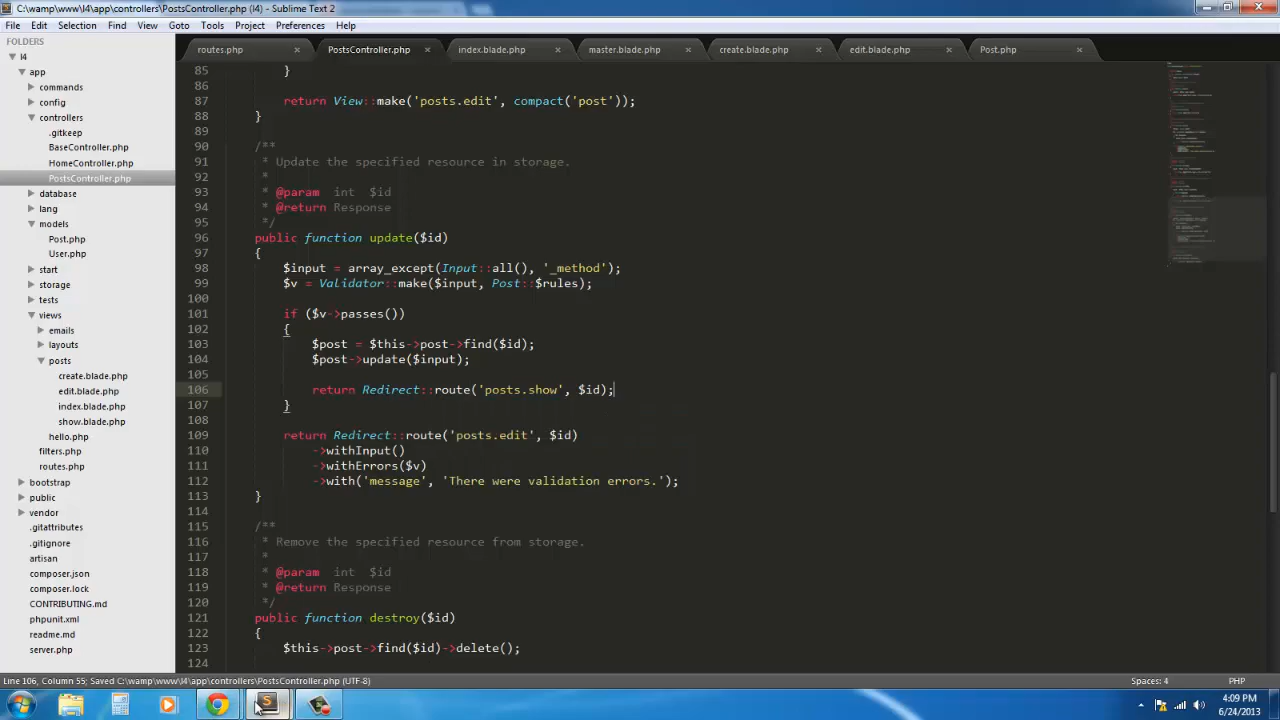 C:\wamp\www\l4\app\controllers\PostsController.php (l4) - Sublime Text 2
File Edit Selection Find View Goto Tools Project Preferences Help
FOLDERS
l4
app
commands
config
controllers
.gitkeep
BaseController.php
HomeController.php
PostsController.php
database
lang
models
Post.php
User.php
start
storage
tests
views
emails
layouts
posts
create.blade.php
edit.blade.php
index.blade.php
show.blade.php
hello.php
filters.php
routes.php
bootstrap
public
vendor
.gitattributes
.gitignore
artisan
composer.json
composer.lock
CONTRIBUTING.md
phpunit.xml
readme.md
server.php
routes.php × PostsController.php × index.blade.php × master.blade.php × create.blade.php × edit.blade.php × Post.php ×
85 }
86
87 return View::make('posts.edit', compact('post'));
88 }
89
90 /**
91 * Update the specified resource in storage.
92 *
93 * @param int $id
94 * @return Response
95 */
96 public function update($id)
97 {
98 $input = array_except(Input::all(), '_method');
99 $v = Validator::make($input, Post::$rules);
100
101 if ($v->passes())
102 {
103 $post = $this->post->find($id);
104 $post->update($input);
105
106 return Redirect::route('posts.show', $id);
107 }
108
109 return Redirect::route('posts.edit', $id)
110 ->withInput()
111 ->withErrors($v)
112 ->with('message', 'There were validation errors.');
113 }
114
115 /**
116 * Remove the specified resource from storage.
117 *
118 * @param int $id
119 * @return Response
120 */
121 public function destroy($id)
122 {
123 $this->post->find($id)->delete();
124
Line 106, Column 55; Saved C:\wamp\www\l4\app\controllers\PostsController.php (UTF-8) Spaces: 4 PHP
4:09 PM
6/24/2013